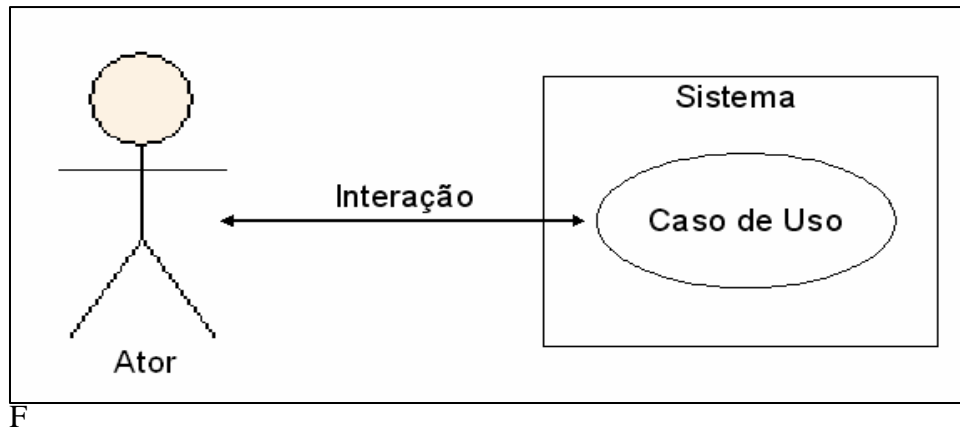 Sistema
Interação
Caso de Uso
Ator
F